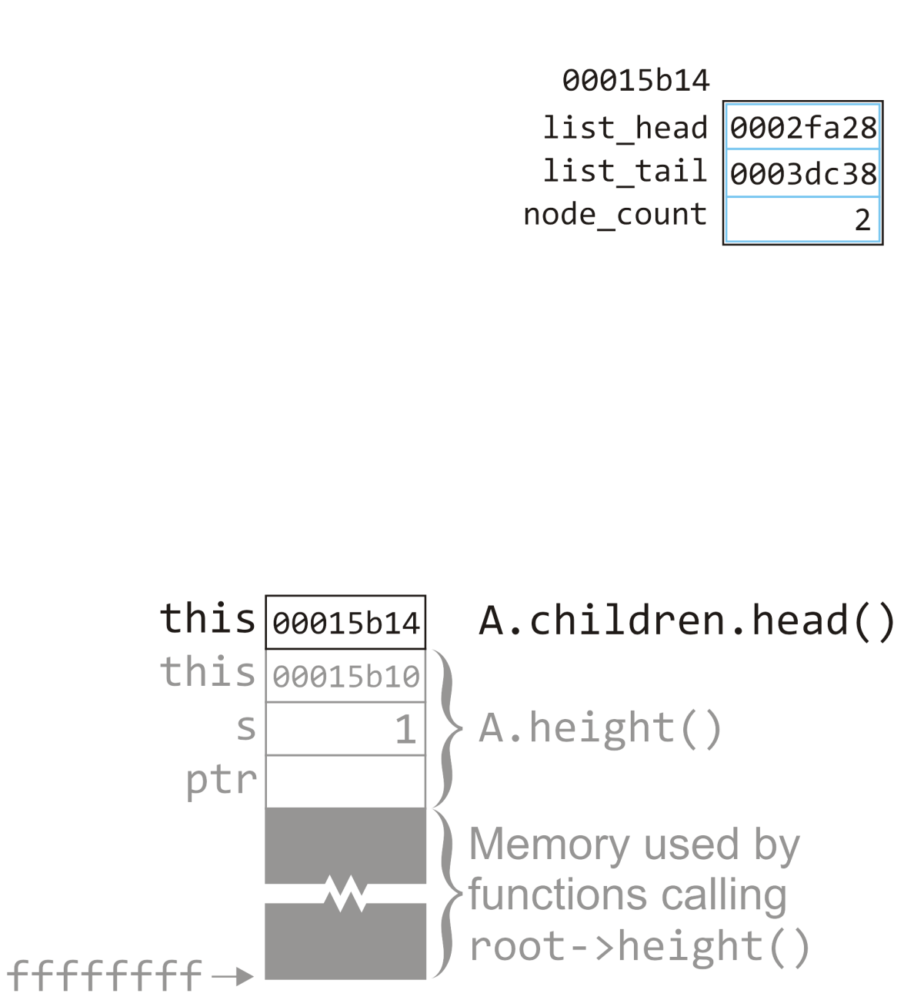 00015b14
list_head 0002fa28
list_tail 0003dc38
node_count 2
this 00015b14 A.children.head()
this 00015b10
s 1 A.height()
ptr
Memory used by
functions calling
root->height()
ffffffff